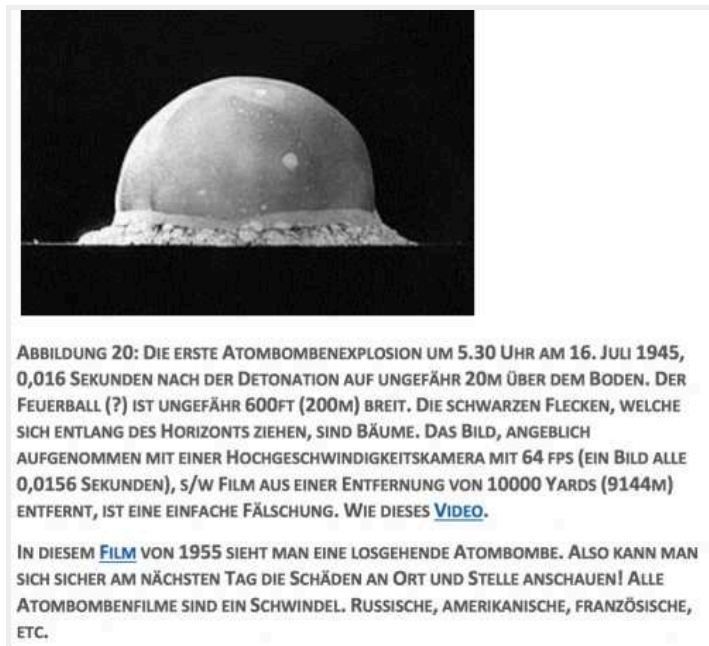 ABBILDUNG 20: DIE ERSTE ATOMBOMBENEXPLOSION UM 5.30 UHR AM 16. JULI 1945,
0,016 SEKUNDEN NACH DER DETONATION AUF UNGEFÄHR 20M ÜBER DEM BODEN. DER
FEUERBALL (?) IST UNGEFÄHR 600FT (200M) BREIT. DIE SCHWARZEN FLECKEN, WELCHE
SICH ENTLANG DES HORIZONTS ZIEHEN, SIND BÄUME. DAS BILD, ANGEBLICH
AUFGENOMMEN MIT EINER HOCHGESCHWINDIGKEITSKAMERA MIT 64 FPS (EIN BILD ALLE
0,0156 SEKUNDEN), S/W FILM AUS EINER ENTFERNUNG VON 10000 YARDS (9144M)
ENTFERNT, IST EINE EINFACHE FÄLSCHUNG. WIE DIESES VIDEO.
IN DIESEM FILM VON 1955 SIEHT MAN EINE LOSGEHENDE ATOMBOMBE. ALSO KANN MAN
SICH SICHER AM NÄCHSTEN TAG DIE SCHÄDEN AN ORT UND STELLE ANSCHAUEN! ALLE
ATOMBOMBENFILME SIND EIN SCHWINDEL. RUSSISCHE, AMERIKANISCHE, FRANZÖSISCHE,
ETC.